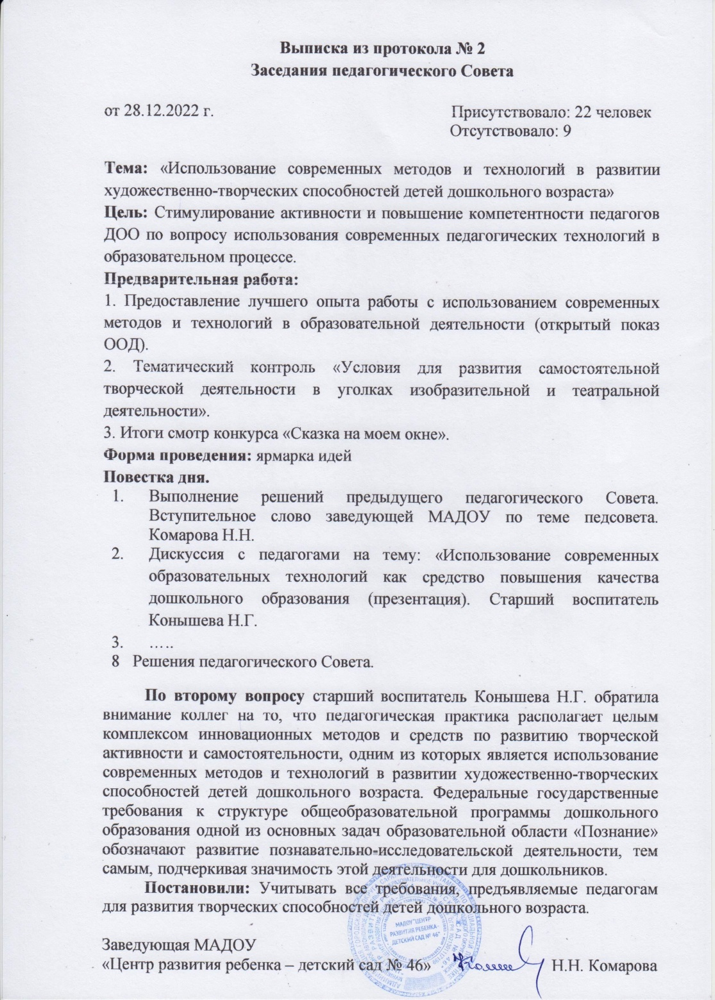 Выписка из протокола № 2
Заседания педагогического Совета
от 28.12.2022 г. Присутствовало: 22 человек
Отсутствовало: 9
Тема: «Использование современных методов и технологий в развитии
художественно-творческих способностей детей дошкольного возраста»
Цель: Стимулирование активности и повышение компетентности педагогов
ДОО по вопросу использования современных педагогических технологий в
образовательном процессе.
Предварительная работа:
1. Предоставление лучшего опыта работы с использованием современных
методов и технологий в образовательной деятельности (открытый показ
ООД).
2. Тематический контроль «Условия для развития самостоятельной
творческой деятельности в уголках изобразительной и театральной
деятельности».
3. Итоги смотр конкурса «Сказка на моем окне».
Форма проведения: ярмарка идей
Повестка дня.
1. Выполнение решений предыдущего педагогического Совета.
Вступительное слово заведующей МАДОУ по теме педсовета.
Комарова Н.Н.
2. Дискуссия с педагогами на тему: «Использование современных
образовательных технологий как средство повышения качества
дошкольного образования (презентация). Старший воспитатель
Конышева Н.Г.
3. …..
8 Решения педагогического Совета.
По второму вопросу старший воспитатель Конышева Н.Г. обратила
внимание коллег на то, что педагогическая практика располагает целым
комплексом инновационных методов и средств по развитию творческой
активности и самостоятельности, одним из которых является использование
современных методов и технологий в развитии художественно-творческих
способностей детей дошкольного возраста. Федеральные государственные
требования к структуре общеобразовательной программы дошкольного
образования одной из основных задач образовательной области «Познание»
обозначают развитие познавательно-исследовательской деятельности, тем
самым, подчеркивая значимость этой деятельности для дошкольников.
Постановили: Учитывать все требования, предъявляемые педагогам
для развития творческих способностей детей дошкольного возраста.
МАДОУ "ЦЕНТР
РАЗВИТИЯ РЕБЕНКА-
ДЕТСКИЙ САД № 46"
Заведующая МАДОУ
«Центр развития ребенка – детский сад № 46» Н.Н. Комарова